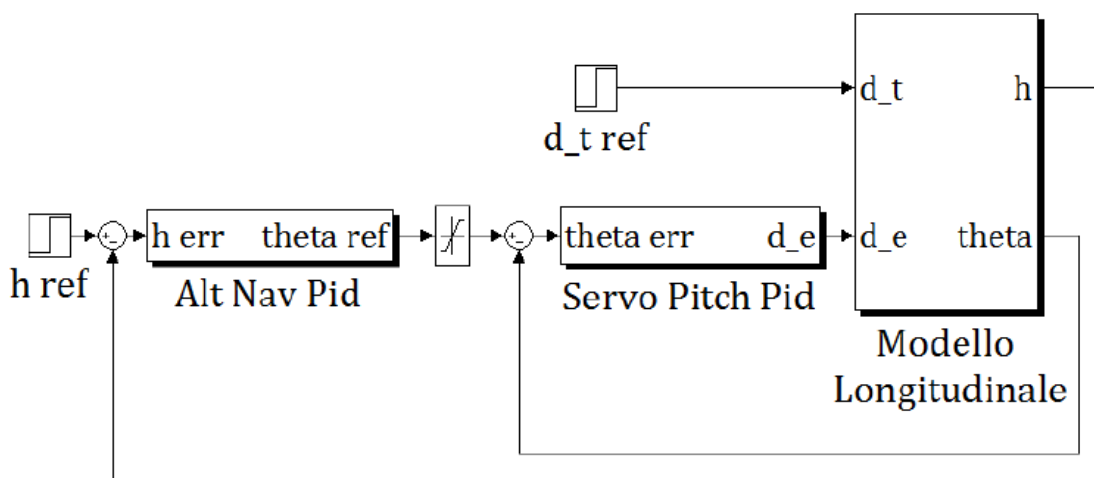 d_t
h
d_t ref
h err
theta ref
theta err
d_e
d_e
theta
h ref
Alt Nav Pid
Servo Pitch Pid
Modello
Longitudinale